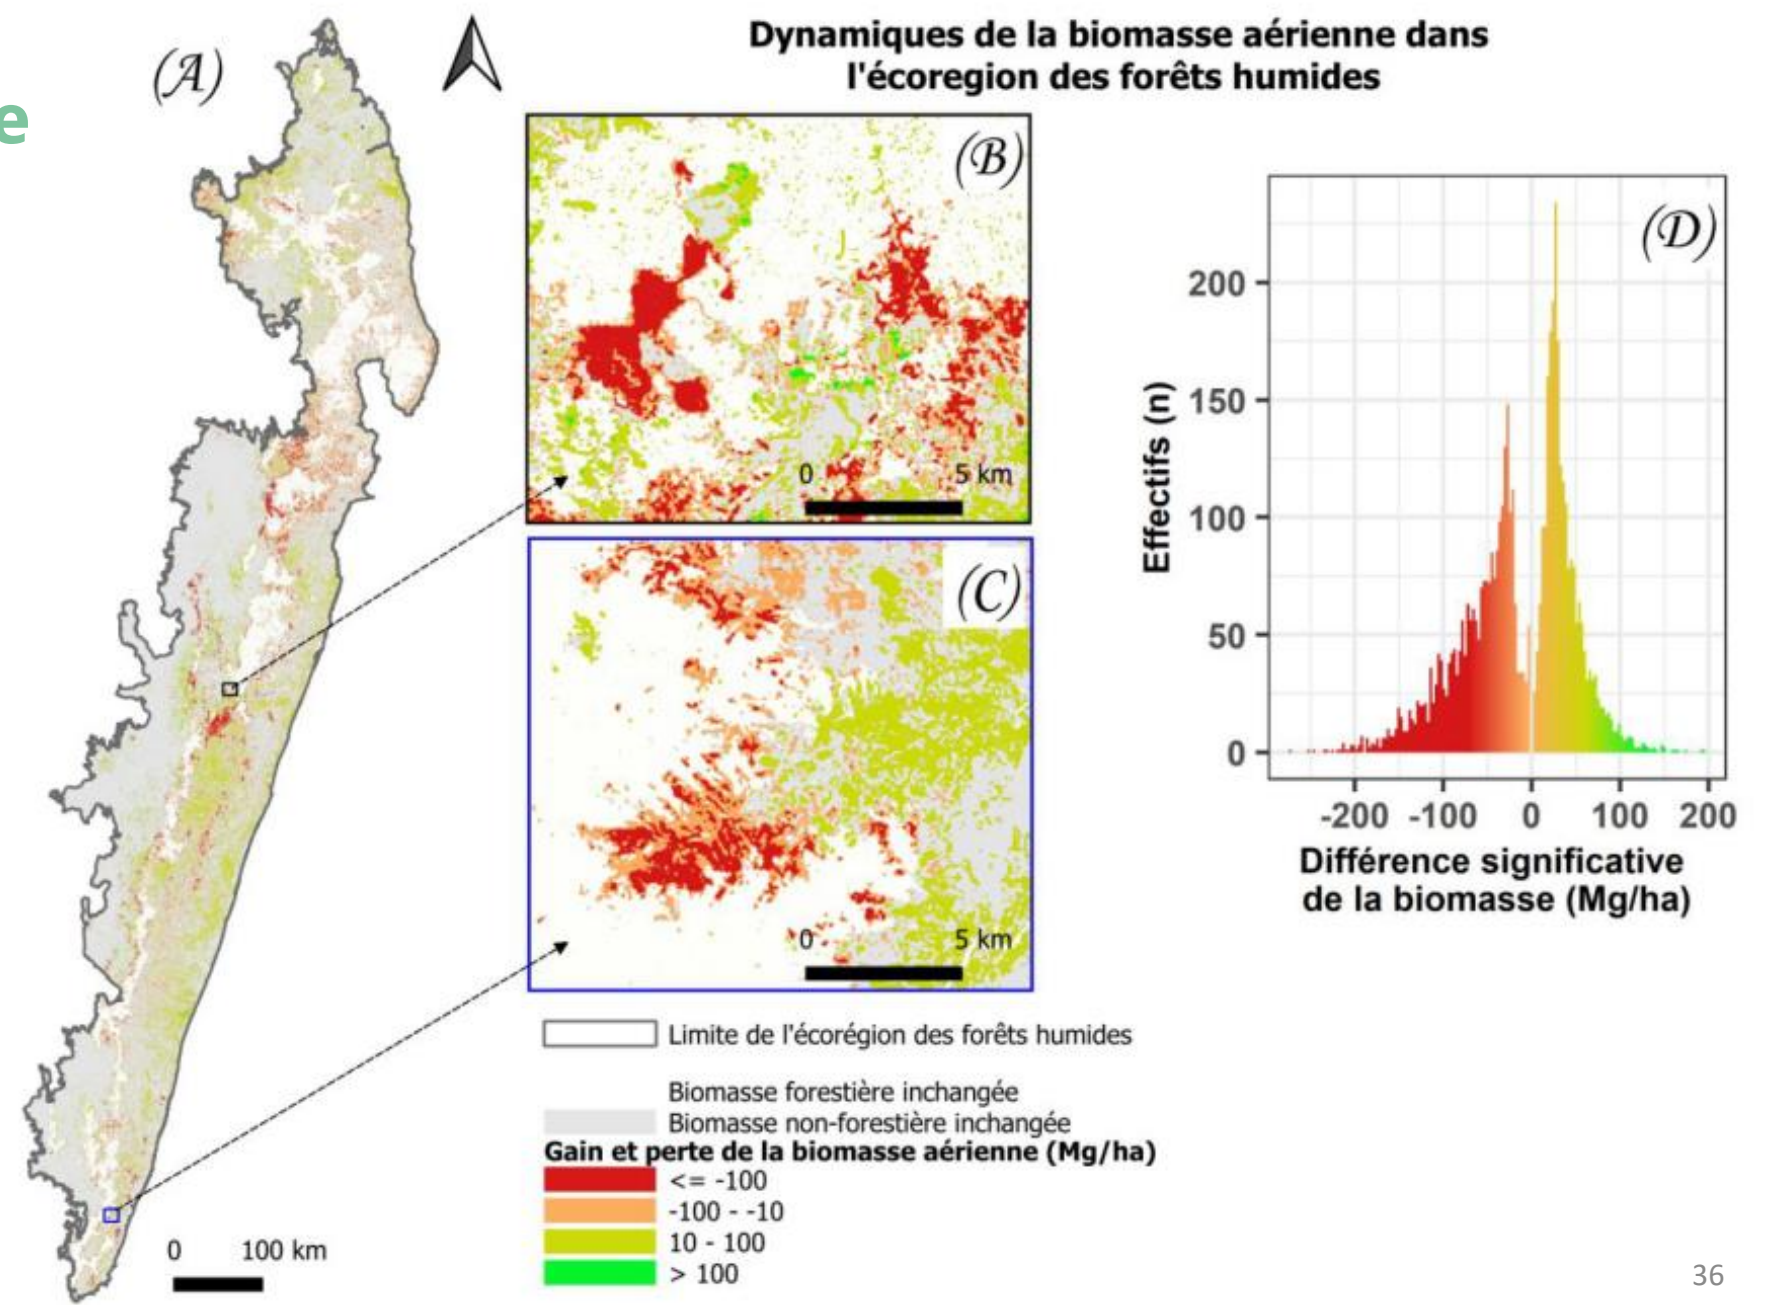 e
(A)
Dynamiques de la biomasse aérienne dans
l'écoregion des forêts humides
(B)
0 5 km
(C)
0 5 km
(D)
200
150
100
50
0
Effectifs (n)
-200 -100 0 100 200
Différence significative
de la biomasse (Mg/ha)
Limite de l'écorégion des forêts humides
Biomasse forestière inchangée
Biomasse non-forestière inchangée
Gain et perte de la biomasse aérienne (Mg/ha)
<= -100
-100 - -10
10 - 100
> 100
0 100 km
36